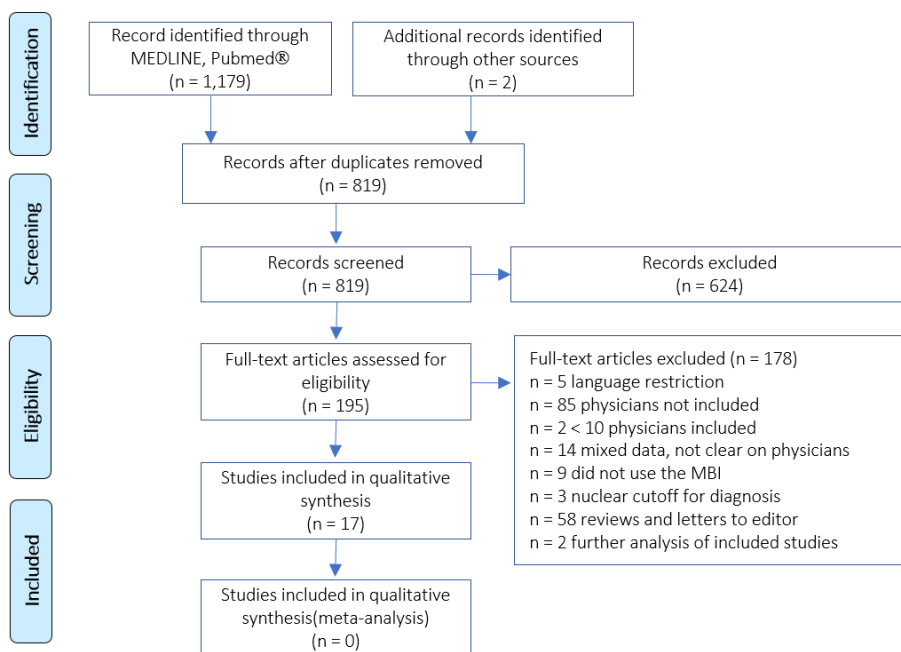 Identification
Record identified through
MEDLINE, Pubmed®
(n = 1,179)
Additional records identified
through other sources
(n = 2)
Records after duplicates removed
(n = 819)
Screening
Records screened
(n = 819)
Records excluded
(n = 624)
Eligibility
Full-text articles assessed for
eligibility
(n = 195)
Full-text articles excluded (n = 178)
n = 5 language restriction
n = 85 physicians not included
n = 2 < 10 physicians included
n = 14 mixed data, not clear on physicians
n = 9 did not use the MBI
n = 3 nuclear cutoff for diagnosis
n = 58 reviews and letters to editor
n = 2 further analysis of included studies
Studies included in qualitative
synthesis
(n = 17)
Included
Studies included in qualitative
synthesis(meta-analysis)
(n = 0)